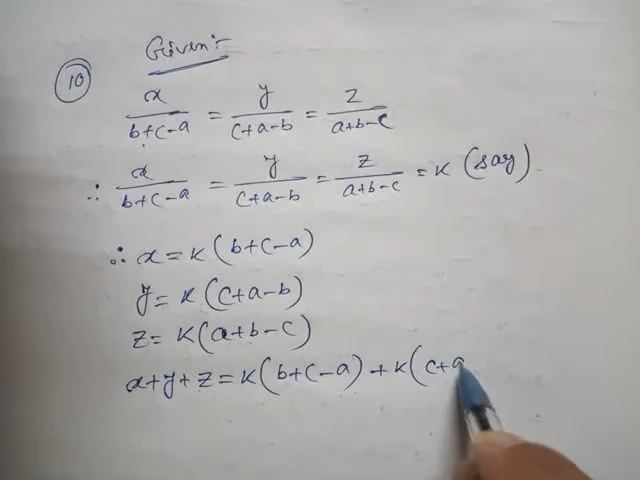 Given:-
(10) x/(b+c-a) = y/(c+a-b) = z/(a+b-c)
∴ x/(b+c-a) = y/(c+a-b) = z/(a+b-c) = K (say)
∴ x = K(b+c-a)
y = K(c+a-b)
z = K(a+b-c)
x+y+z = K(b+c-a) + K(c+a